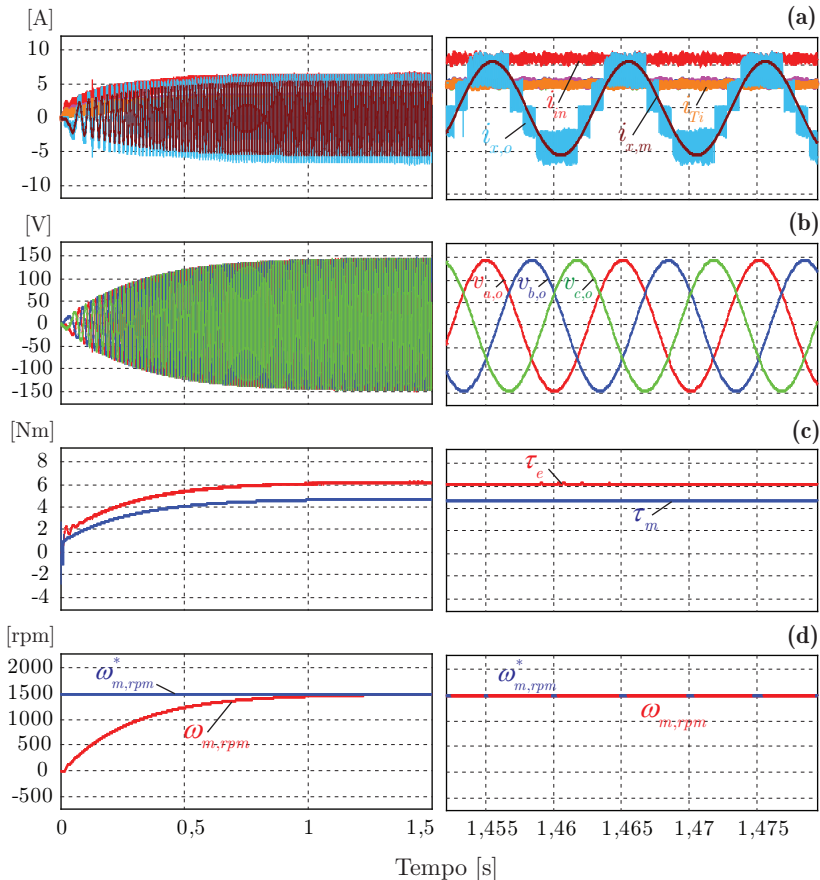 [A] (a)
10
5
0
-5
-10
i_in
i_Ti
i_x,o
i_x,m
[V] (b)
150
100
50
0
-50
-100
-150
v_a,o v_b,o v_c,o
[Nm] (c)
8
6
4
2
0
-2
-4
τ_e
τ_m
[rpm] (d)
2000
1500
1000
500
0
-500
ω*_m,rpm
ω_m,rpm
ω*_m,rpm
ω_m,rpm
0 0,5 1 1,5 1,455 1,46 1,465 1,47 1,475
Tempo [s]